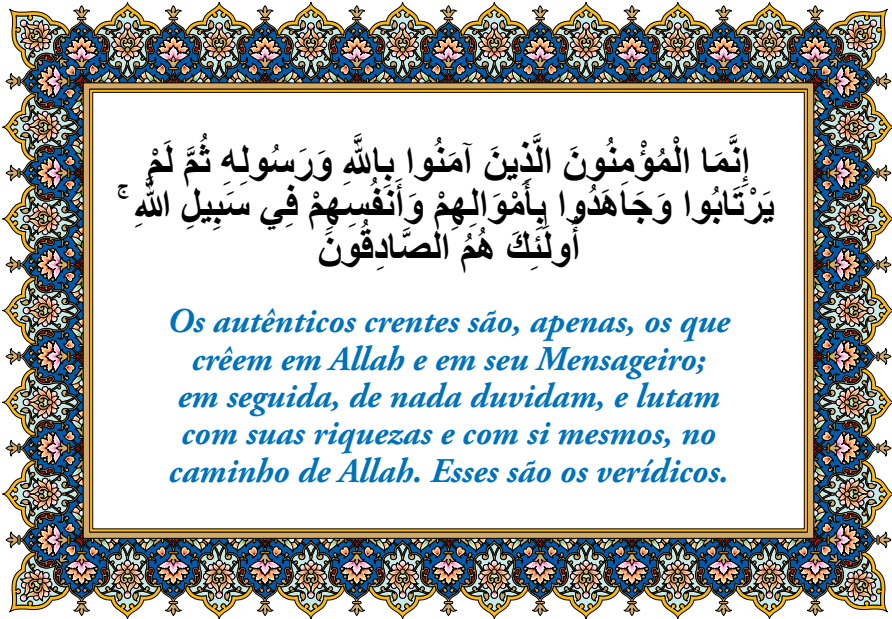 إِنَّمَا الْمُؤْمِنُونَ الَّذِينَ آمَنُوا بِاللَّهِ وَرَسُولِهِ ثُمَّ لَمْ
يَرْتَابُوا وَجَاهَدُوا بِأَمْوَالِهِمْ وَأَنفُسِهِمْ فِي سَبِيلِ اللَّهِ ۚ
أُولَٰئِكَ هُمُ الصَّادِقُونَ
Os autênticos crentes são, apenas, os que
crêem em Allah e em seu Mensageiro;
em seguida, de nada duvidam, e lutam
com suas riquezas e com si mesmos, no
caminho de Allah. Esses são os verídicos.